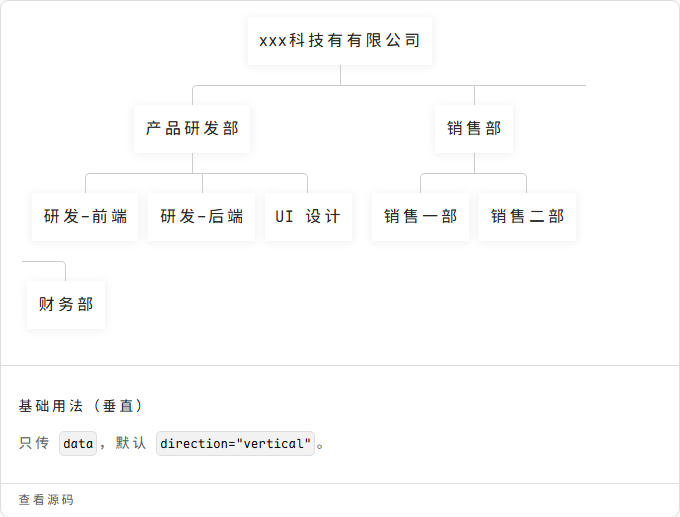 xxx科技有有限公司
产品研发部
销售部
研发-前端
研发-后端
UI 设计
销售一部
销售二部
财务部
基础用法（垂直）
只传 data，默认 direction="vertical"。
查看源码